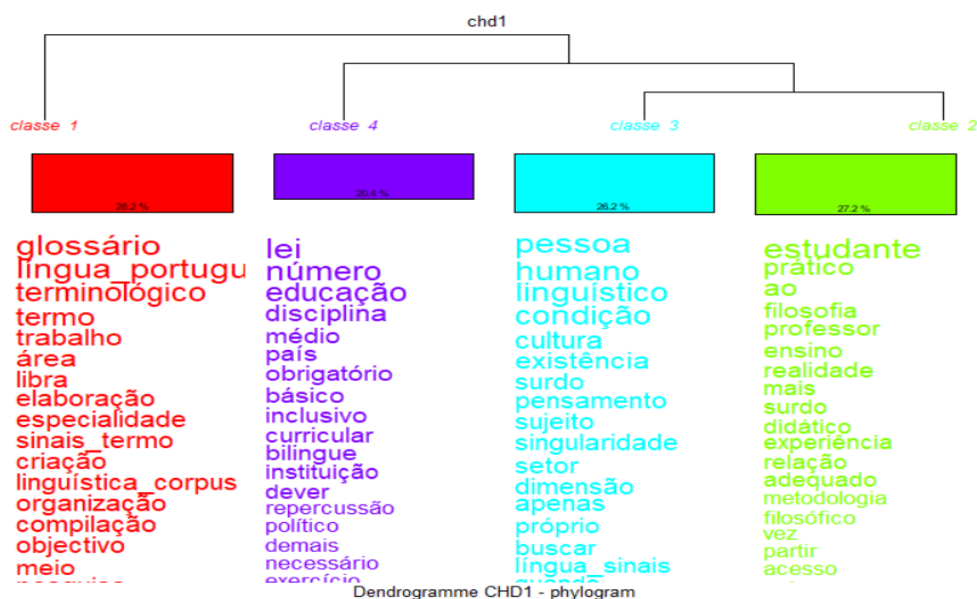 chd1
classe 1
classe 4
classe 3
classe 2
26.2 %
20.4 %
26.2 %
27.2 %
glossário
língua_portugu
terminológico
termo
trabalho
área
libra
elaboração
especialidade
sinais_termo
criação
linguística_corpus
organização
compilação
objectivo
meio
pesquisa
lei
número
educação
disciplina
médio
país
obrigatório
básico
inclusivo
curricular
bilingue
instituição
dever
repercussão
político
demais
necessário
exercício
pessoa
humano
linguístico
condição
cultura
existência
surdo
pensamento
sujeito
singularidade
setor
dimensão
apenas
próprio
buscar
língua_sinais
quando
estudante
prático
ao
filosofia
professor
ensino
realidade
mais
surdo
didático
experiência
relação
adequado
metodologia
filosófico
vez
partir
acesso
Dendrogramme CHD1 - phylogram